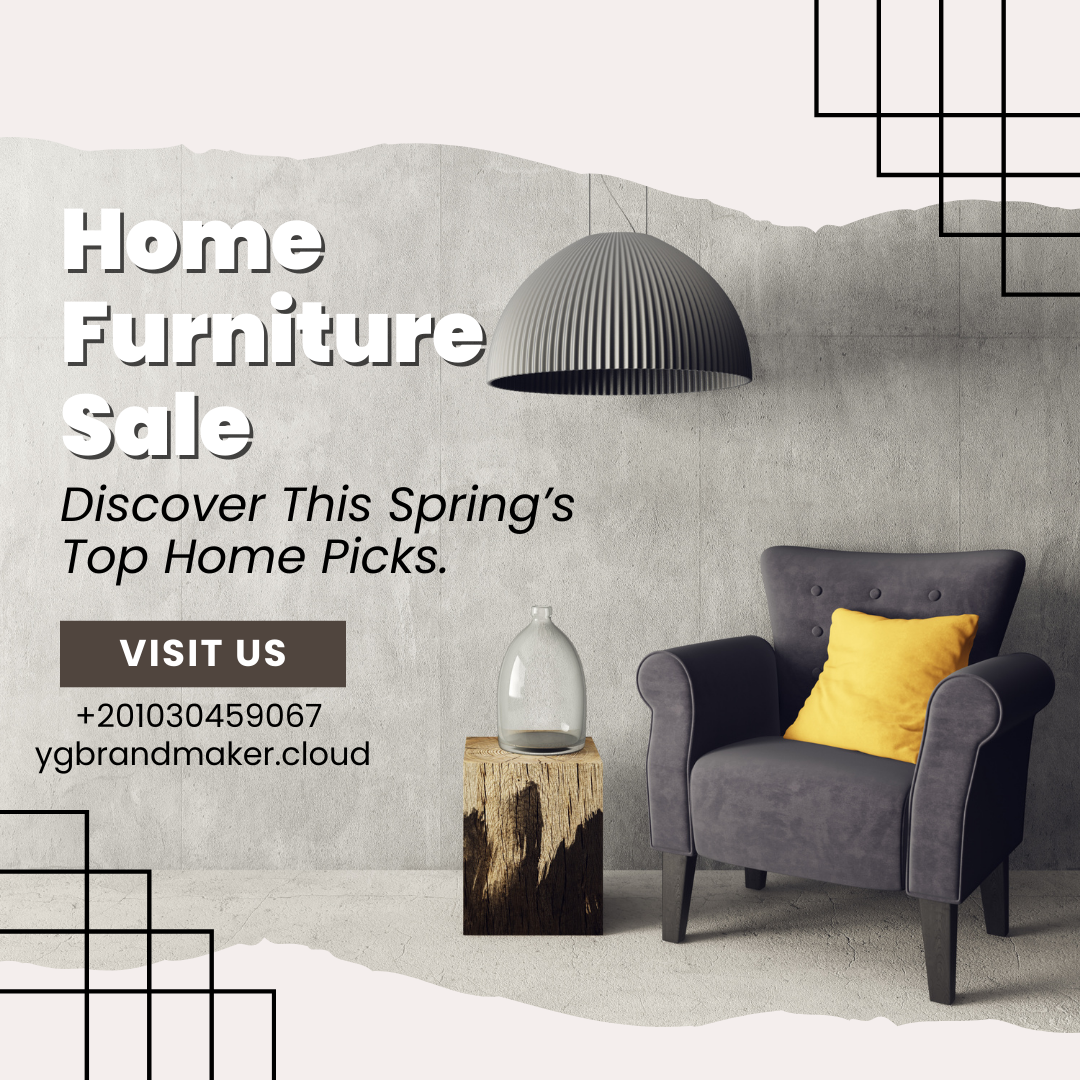 Home
Furniture
Sale
Discover This Spring’s
Top Home Picks.
VISIT US
+201030459067
ygbrandmaker.cloud